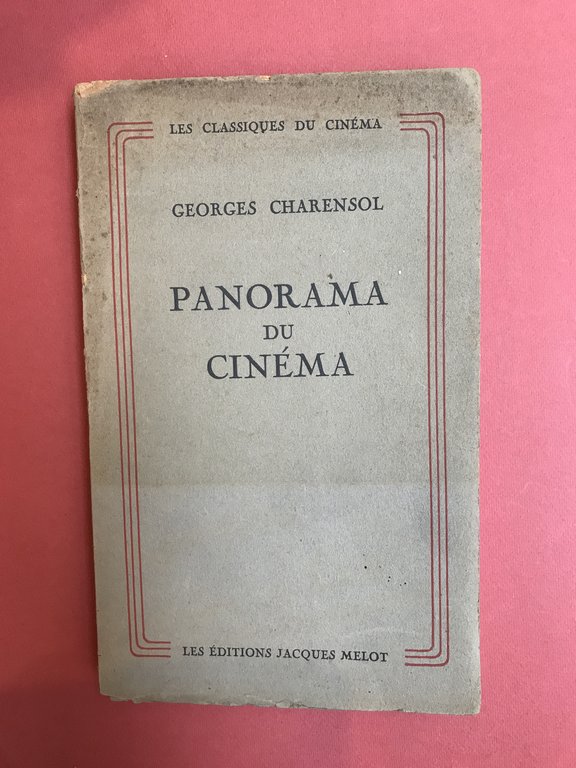 LES CLASSIQUES DU CINÉMA
GEORGES CHARENSOL
PANORAMA
DU
CINÉMA
LES ÉDITIONS JACQUES MELOT